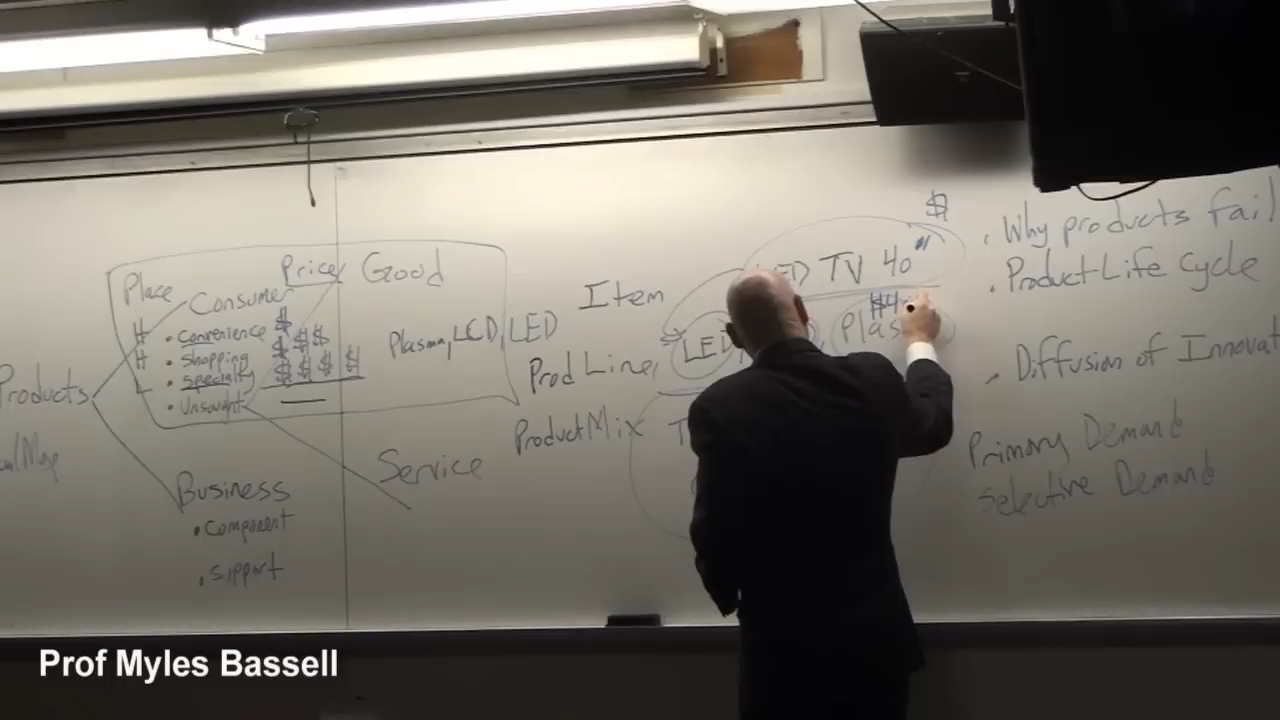 Price Good
Place Consumer
H • Convenience $
H • Shopping $ $ $
• Specialty $ $ $ $
• Unsought
Plasma, LCD, LED
Products
Business
• Component
• Support
Service
$
Item LED TV 40"
Prod Line, LED,
Product Mix
• Why products fail
• Product Life Cycle
• Diffusion of Innovat
Primary Demand
Selective Demand
Prof Myles Bassell